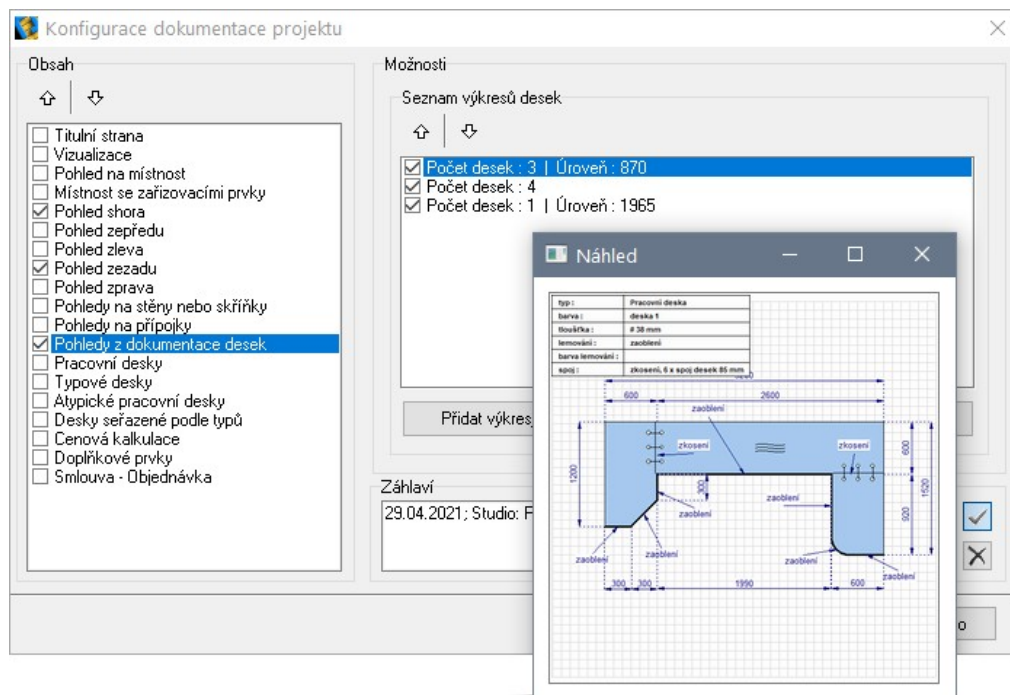 Konfigurace dokumentace projektu
Obsah
Titulní strana
Vizualizace
Pohled na místnost
Místnost se zařizovacími prvky
Pohled shora
Pohled zepředu
Pohled zleva
Pohled zezadu
Pohled zprava
Pohledy na stěny nebo skříňky
Pohledy na přípojky
Pohledy z dokumentace desek
Pracovní desky
Typové desky
Atypické pracovní desky
Desky seřazené podle typů
Cenová kalkulace
Doplňkové prvky
Smlouva - Objednávka
Možnosti
Seznam výkresů desek
Počet desek : 3 | Úroveň : 870
Počet desek : 4
Počet desek : 1 | Úroveň : 1965
Přidat výkres
Záhlaví
29.04.2021; Studio: F
o
Náhled
typ : Pracovní deska
barva : deska 1
tloušťka : # 38 mm
lemování : zaoblení
barva lemování :
spoj : zkosení, 6 x spoj desek 85 mm
600 2600
zaoblení
zkosení zkosení
1200 300 600 1520 920
zaoblení
zaoblení
zaoblení zaoblení zaoblení
300 300 1990 600